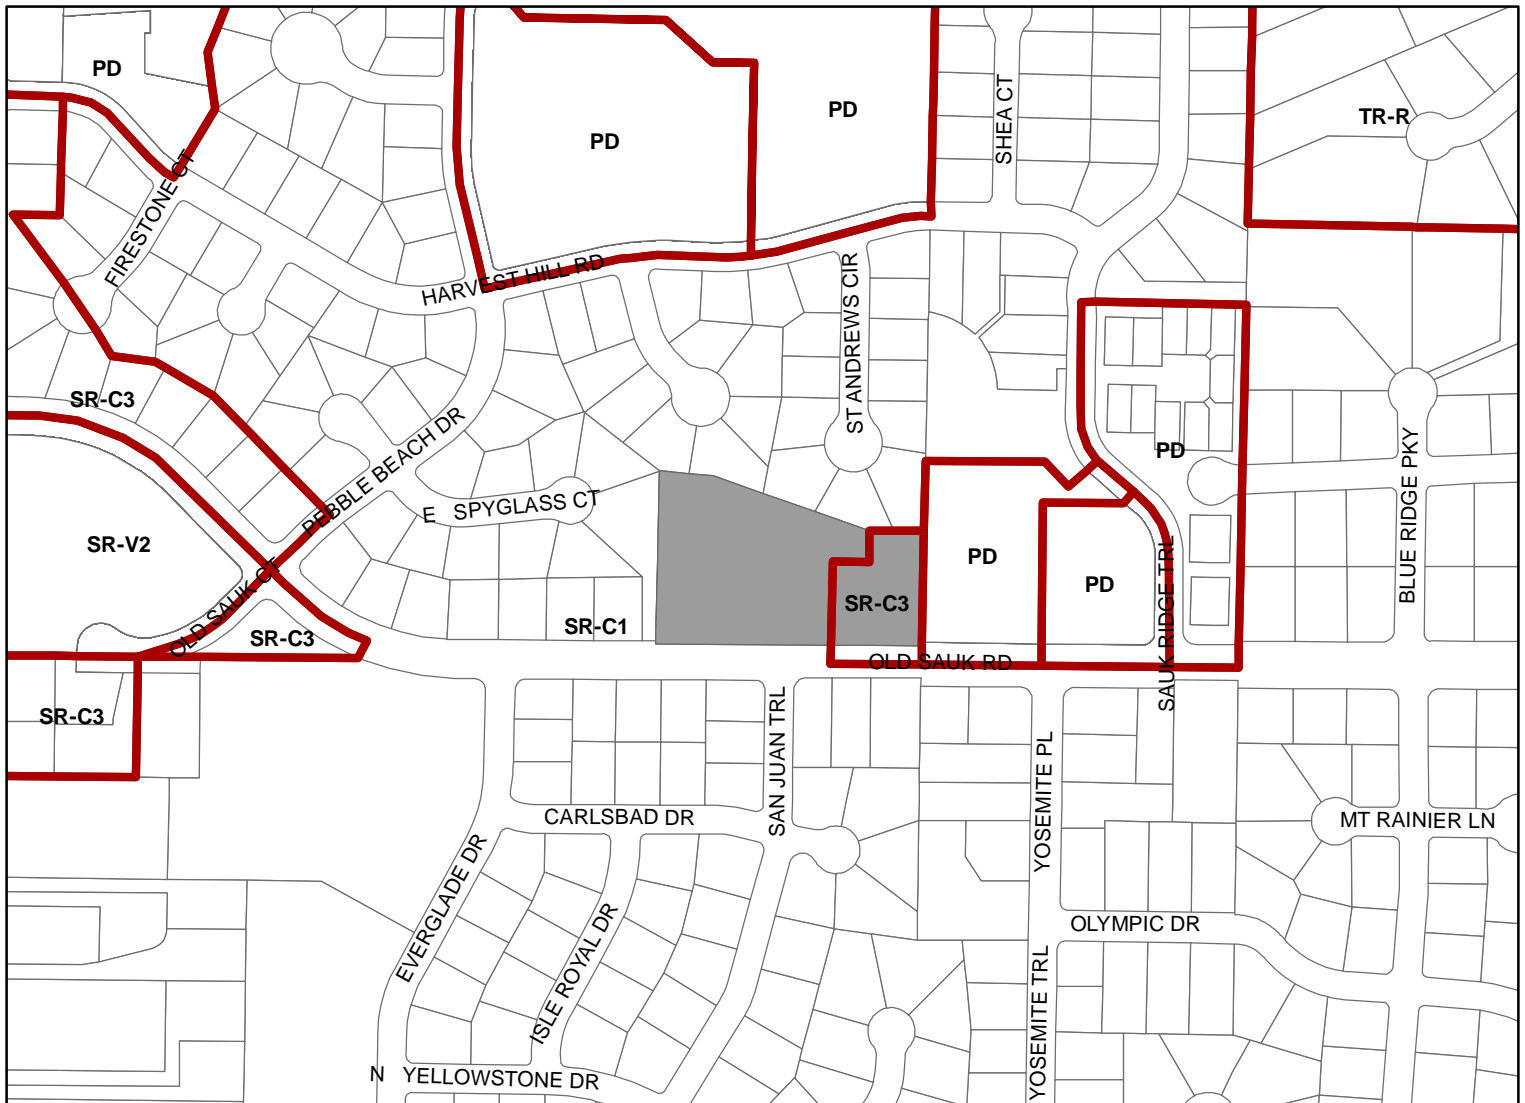 PD
PD
PD
SHEA CT
TR-R
FIRESTONE CT
HARVEST HILL RD
ST ANDREWS CIR
SR-C3
PEBBLE BEACH DR
E SPYGLASS CT
PD
BLUE RIDGE PKY
SR-V2
OLD SAUK CT
PD
PD
SR-C3
SR-C1
SR-C3
SAUK RIDGE TRL
OLD SAUK RD
SR-C3
SAN JUAN TRL
YOSEMITE PL
CARLSBAD DR
MT RAINIER LN
EVERGLADE DR
ISLE ROYAL DR
OLYMPIC DR
YOSEMITE TRL
N YELLOWSTONE DR